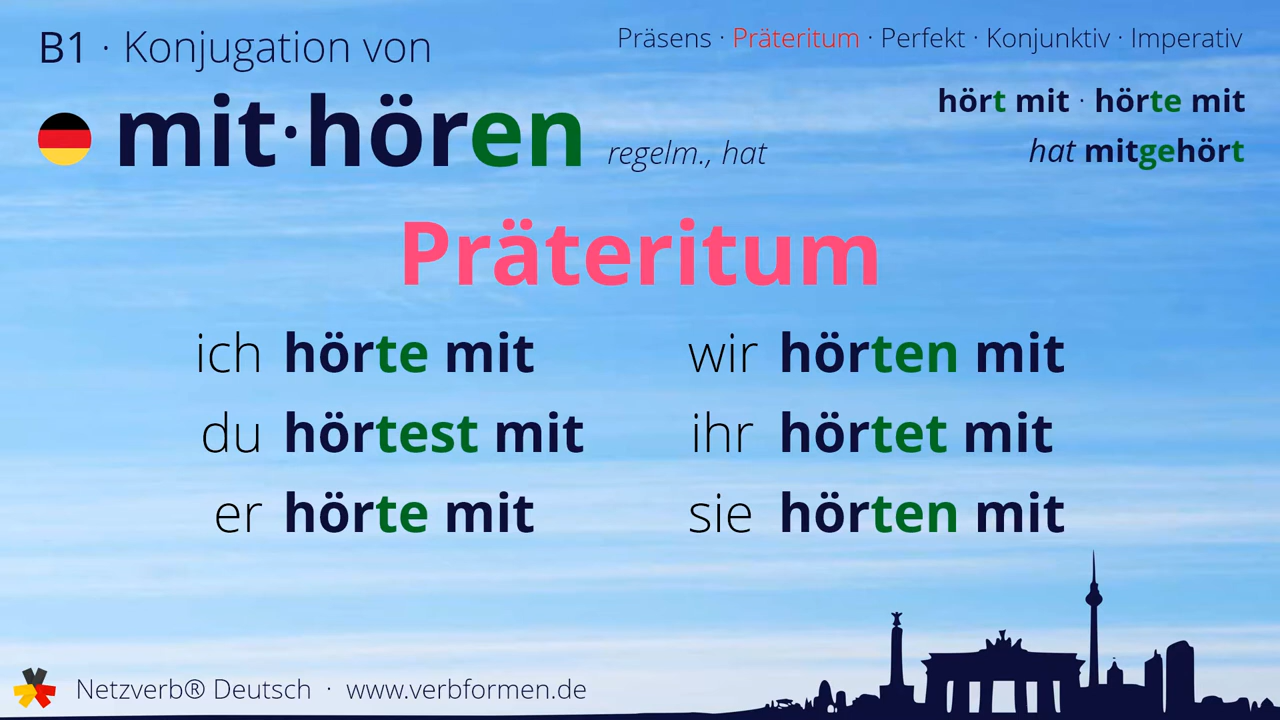 B1 · Konjugation von
Präsens · Präteritum · Perfekt · Konjunktiv · Imperativ
mit·hören regelm., hat
hört mit · hörte mit
hat mitgehört
Präteritum
ich hörte mit
du hörtest mit
er hörte mit
wir hörten mit
ihr hörtet mit
sie hörten mit
Netzverb® Deutsch · www.verbformen.de